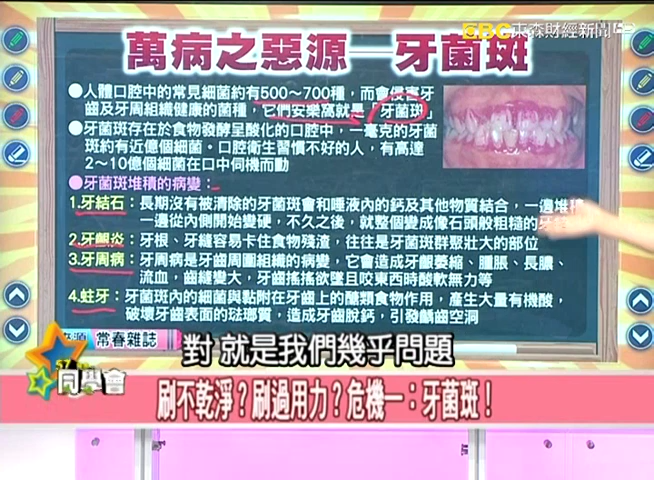 EBC東森財經新聞
萬病之惡源—牙菌斑
●人體口腔中的常見細菌約有500～700種，而會侵害牙
齒及牙周組織健康的菌種，它們安樂窩就是「牙菌斑」
●牙菌斑存在於食物發酵呈酸化的口腔中，一毫克的牙菌
斑約有近億個細菌。口腔衛生習慣不好的人，有高達
2～10億個細菌在口中伺機而動
●牙菌斑堆積的病變：
1.牙結石：長期沒有被清除的牙菌斑會和唾液內的鈣及其他物質結合，一邊堆積
一邊從內側開始變硬，不久之後，就整個變成像石頭般粗糙的牙
2.牙齦炎：牙根、牙縫容易卡住食物殘渣，往往是牙菌斑群聚壯大的部位
3.牙周病：牙周病是牙齒周圍組織的病變，它會造成牙齦萎縮、腫脹、長膿、
流血，齒縫變大，牙齒搖搖欲墜且咬東西時酸軟無力等
4.蛀牙：牙菌斑內的細菌與黏附在牙齒上的醣類食物作用，產生大量有機酸，
破壞牙齒表面的琺瑯質，造成牙齒脫鈣，引發齲齒空洞
常春雜誌
57
同學會
對 就是我們幾乎問題
刷不乾淨？刷過用力？危機一：牙菌斑！